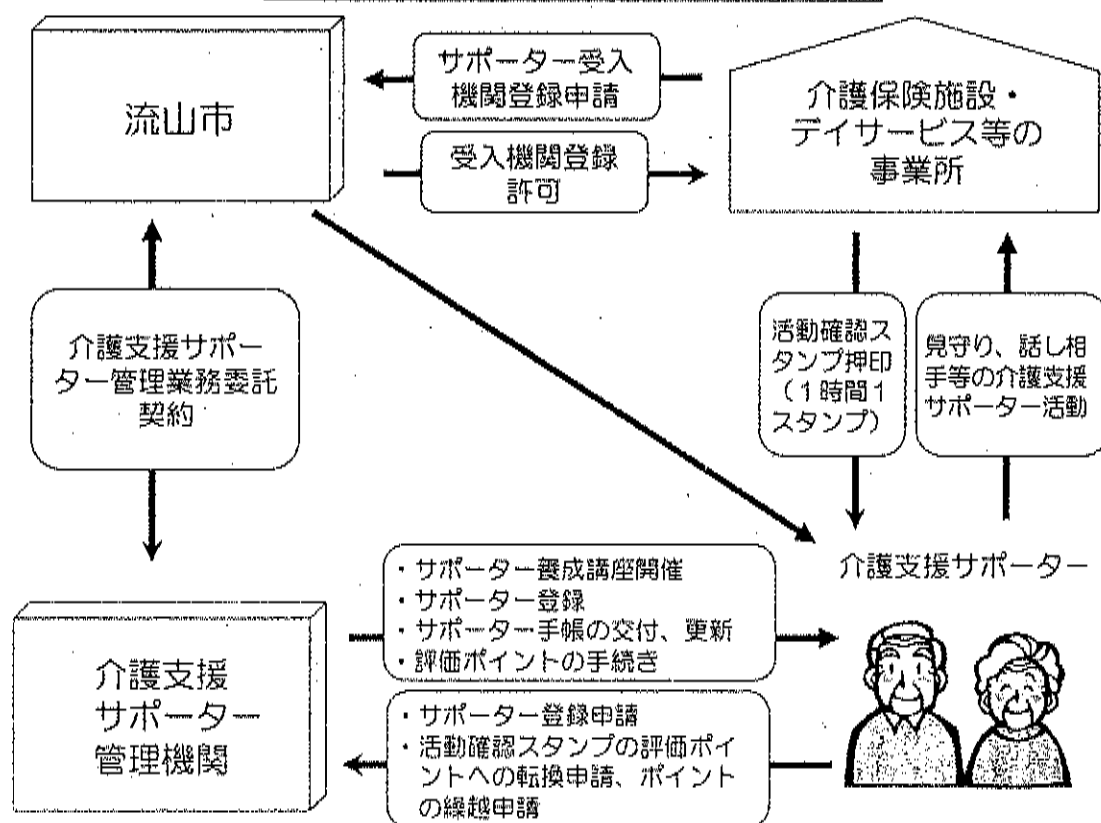 流山市
サポーター受入
機関登録申請
受入機関登録
許可
介護保険施設・
デイサービス等の
事業所
介護支援サポー
ター管理業務委託
契約
活動確認ス
タンプ押印
(1時間1
スタンプ)
見守り、話し相
手等の介護支援
サポーター活動
介護支援サポーター
・サポーター養成講座開催
・サポーター登録
・サポーター手帳の交付、更新
・評価ポイントの手続き
介護支援
サポーター
管理機関
・サポーター登録申請
・活動確認スタンプの評価ポイ
ントへの転換申請、ポイント
の繰越申請